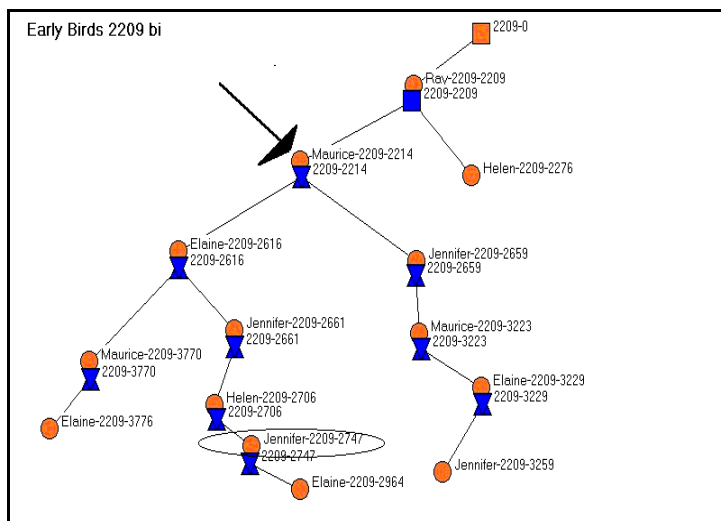 Early Birds 2209 bi
2209-0
Ray-2209-2209
2209-2209
Maurice-2209-2214
2209-2214
Helen-2209-2276
Elaine-2209-2616
2209-2616
Jennifer-2209-2659
2209-2659
Jennifer-2209-2661
2209-2661
Maurice-2209-3223
2209-3223
Maurice-2209-3770
2209-3770
Elaine-2209-3229
2209-3229
Helen-2209-2706
2209-2706
Elaine-2209-3776
Jennifer-2209-2747
2209-2747
Jennifer-2209-3259
Elaine-2209-2964